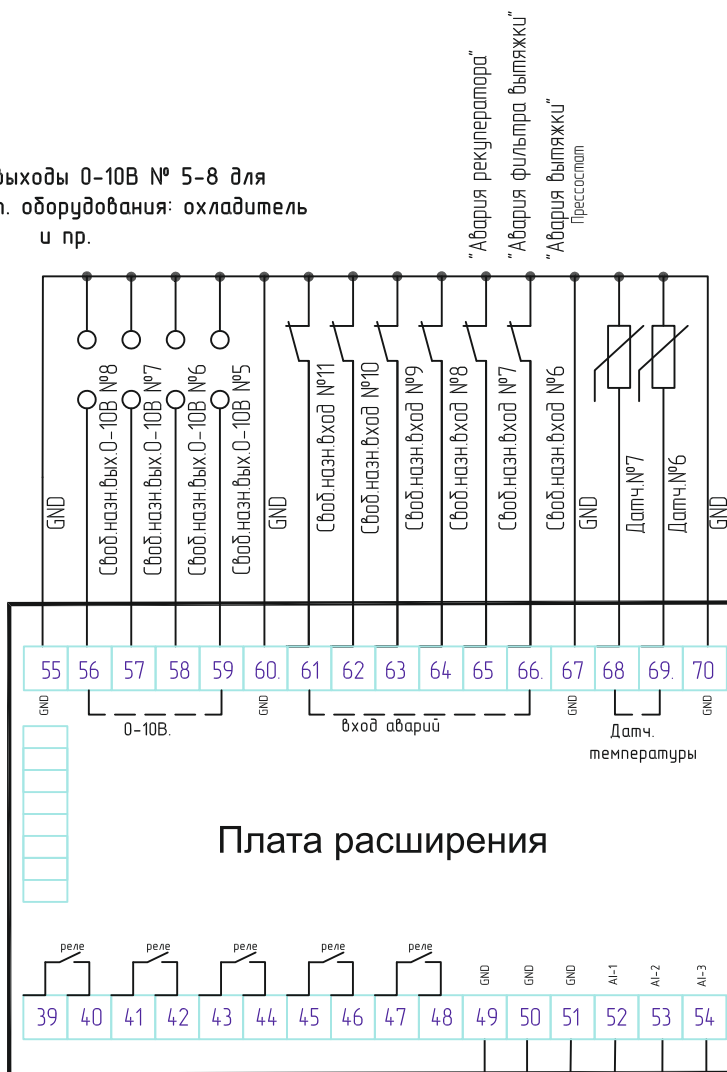 "Авария рекуператора"
"Авария фильтра вытяжки"
"Авария вытяжки"
Прессостат
выходы 0-10В № 5-8 для
оборудования: охладитель
и пр.
GND
Своб.назн.вых.0-10В №8
Своб.назн.вых.0-10В №7
Своб.назн.вых.0-10В №6
Своб.назн.вых.0-10В №5
GND
Своб.назн.вход №11
Своб.назн.вход №10
Своб.назн.вход №9
Своб.назн.вход №8
Своб.назн.вход №7
Своб.назн.вход №6
GND
Датч.№7
Датч.№6
GND
55 56 57 58 59 60. 61 62 63 64 65 66. 67 68 69. 70
GND
0-10В.
GND
вход аварий
GND
Датч.
температуры
GND
Плата расширения
реле реле реле реле реле GND GND GND AI-1 AI-2 AI-3
39 40 41 42 43 44 45 46 47 48 49 50 51 52 53 54